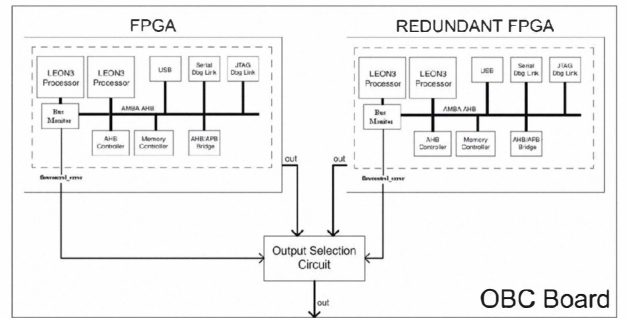 FPGA
REDUNDANT FPGA
LEON3
Processor
LEON3
Processor
USB
Serial
Dbg Link
JTAG
Dbg Link
AMBA AHB
Bus
Monitor
AHB
Controller
Memory
Controller
AHB/APB
Bridge
out
flowcontrol_error
LEON3
Processor
LEON3
Processor
USB
Serial
Dbg Link
JTAG
Dbg Link
AMBA AHB
Bus
Monitor
AHB
Controller
Memory
Controller
AHB/APB
Bridge
out
flowcontrol_error
Output Selection
Circuit
out
OBC Board